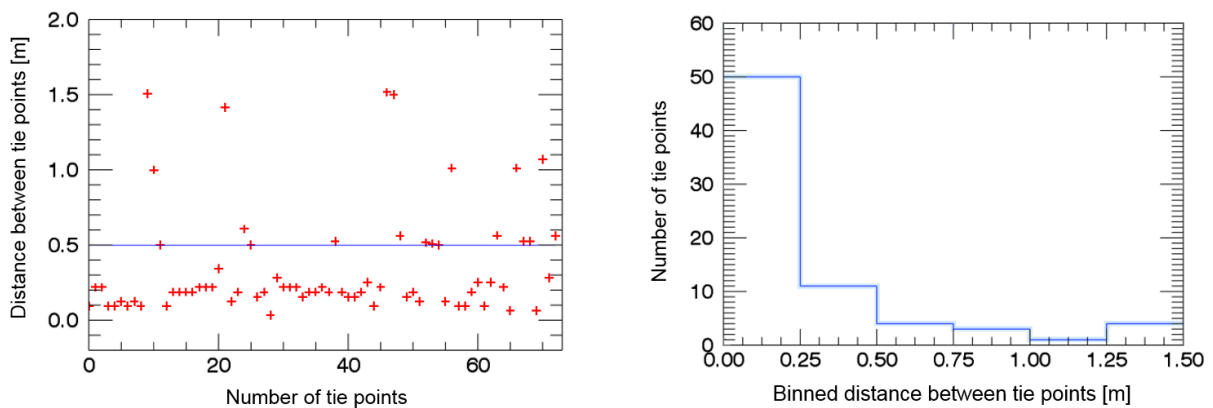 Distance between tie points [m]
2.0
1.5
1.0
0.5
0.0
0 20 40 60
Number of tie points
Number of tie points
60
50
40
30
20
10
0
0.00 0.25 0.50 0.75 1.00 1.25 1.50
Binned distance between tie points [m]